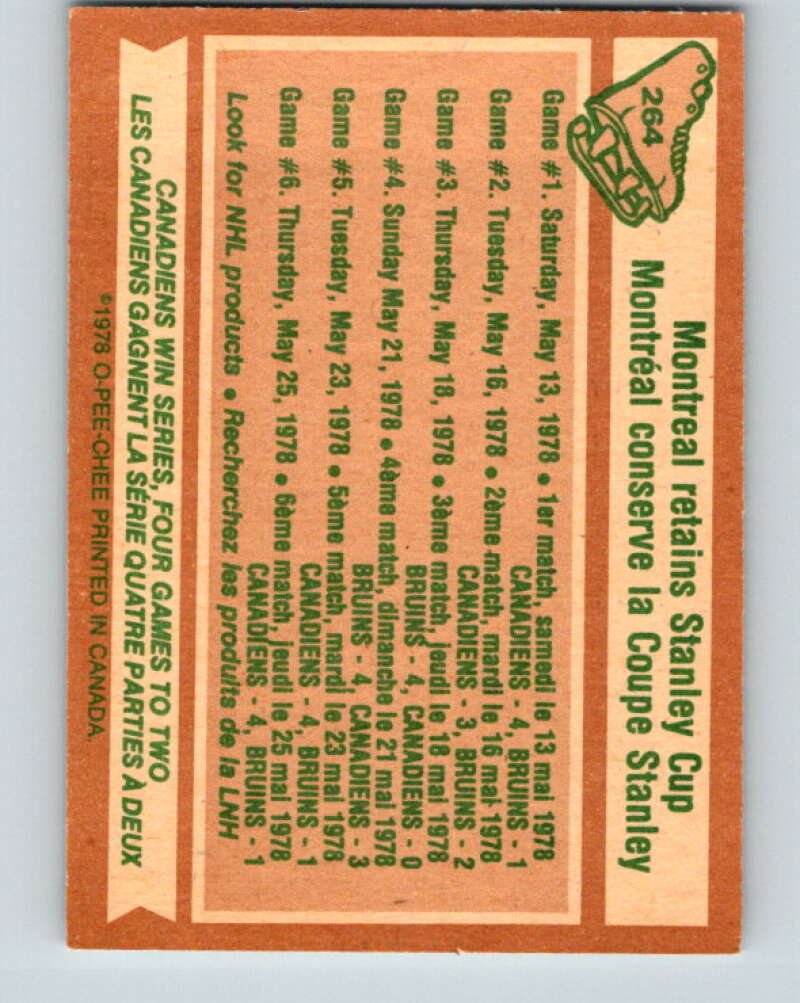 264
Montreal retains Stanley Cup
Montréal conserve la Coupe Stanley
Game #1. Saturday, May 13, 1978 • 1er match, samedi le 13 mai 1978
CANADIENS - 4, BRUINS - 1
Game #2. Tuesday, May 16, 1978 • 2ème match, mardi le 16 mai 1978
CANADIENS - 3, BRUINS - 2
Game #3. Thursday, May 18, 1978 • 3ème match, jeudi le 18 mai 1978
BRUINS - 4, CANADIENS - 0
Game #4. Sunday May 21, 1978 • 4ème match, dimanche le 21 mai 1978
BRUINS - 4, CANADIENS - 3
Game #5. Tuesday, May 23, 1978 • 5ème match, mardi le 23 mai 1978
CANADIENS - 4, BRUINS - 1
Game #6. Thursday, May 25, 1978 • 6ème match, jeudi le 25 mai 1978
CANADIENS - 4, BRUINS - 1
Look for NHL products • Recherchez les produits de la LNH
CANADIENS WIN SERIES, FOUR GAMES TO TWO
LES CANADIENS GAGNENT LA SÉRIE QUATRE PARTIES À DEUX
©1978 O-PEE-CHEE PRINTED IN CANADA.